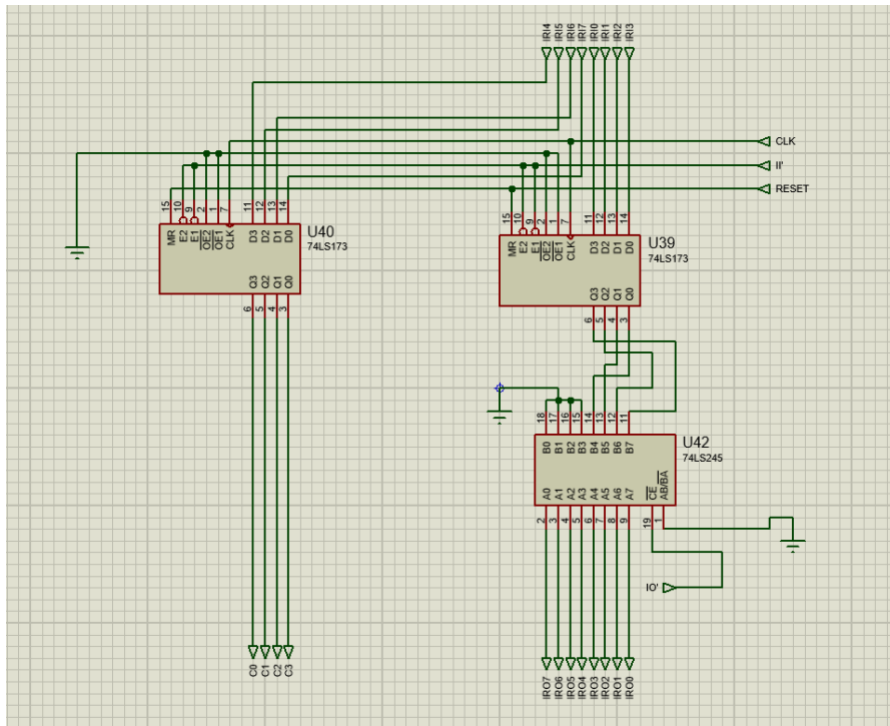 IRI4 IRI5 IRI6 IRI7 IRI0 IRI1 IRI2 IRI3
CLK
II'
RESET
15 10 9 2 1 7 11 12 13 14
MR E2 E1 OE2 OE1 CLK D3 D2 D1 D0
U40
74LS173
Q3 Q2 Q1 Q0
6 5 4 3
15 10 9 2 1 7 11 12 13 14
MR E2 E1 OE2 OE1 CLK D3 D2 D1 D0
U39
74LS173
Q3 Q2 Q1 Q0
6 5 4 3
18 17 16 15 14 13 12 11
B0 B1 B2 B3 B4 B5 B6 B7
U42
74LS245
A0 A1 A2 A3 A4 A5 A6 A7 CE AB/BA
2 3 4 5 6 7 8 9 19 1
IO'
C0 C1 C2 C3
IRO7 IRO6 IRO5 IRO4 IRO3 IRO2 IRO1 IRO0